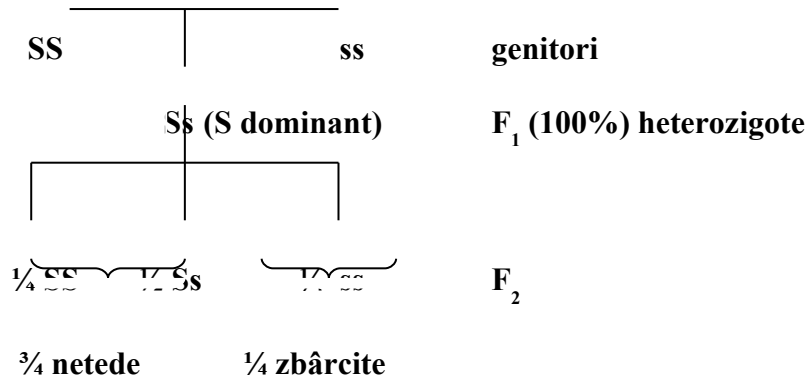 SS ss genitori
Ss (S dominant) F₁ (100%) heterozigote
¼ SS ½ Ss ¼ ss F₂
¾ netede ¼ zbârcite